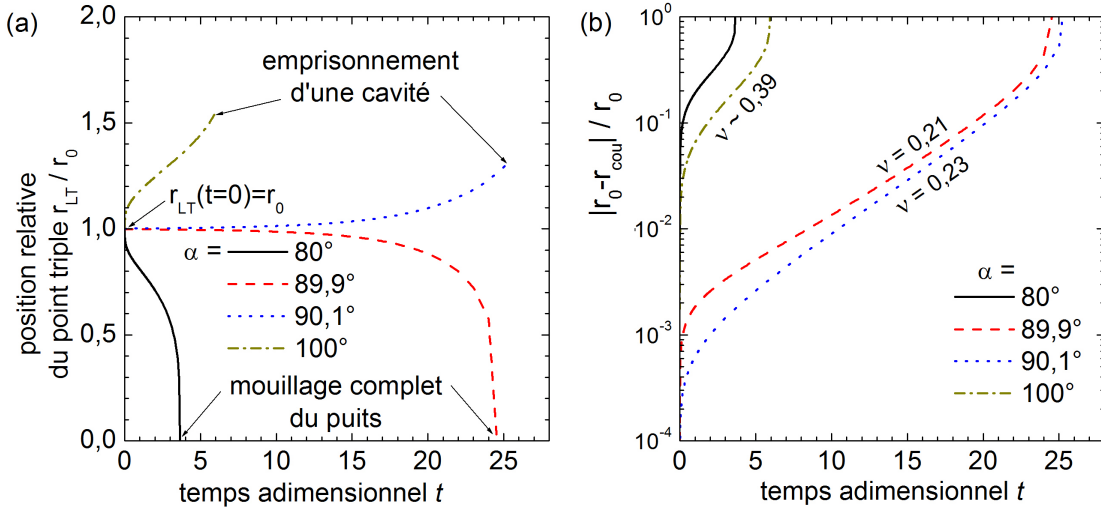 (a)
position relative
du point triple r_LT / r_0
2,0
1,5
1,0
0,5
0,0
emprisonnement
d'une cavité
r_LT(t=0)=r_0
α =
80°
89,9°
90,1°
100°
mouillage complet
du puits
0 5 10 15 20 25
temps adimensionnel t
(b)
|r_0-r_cou| / r_0
10^0
10^-1
10^-2
10^-3
10^-4
ν ~ 0,39
ν = 0,21
ν = 0,23
α =
80°
89,9°
90,1°
100°
0 5 10 15 20 25
temps adimensionnel t